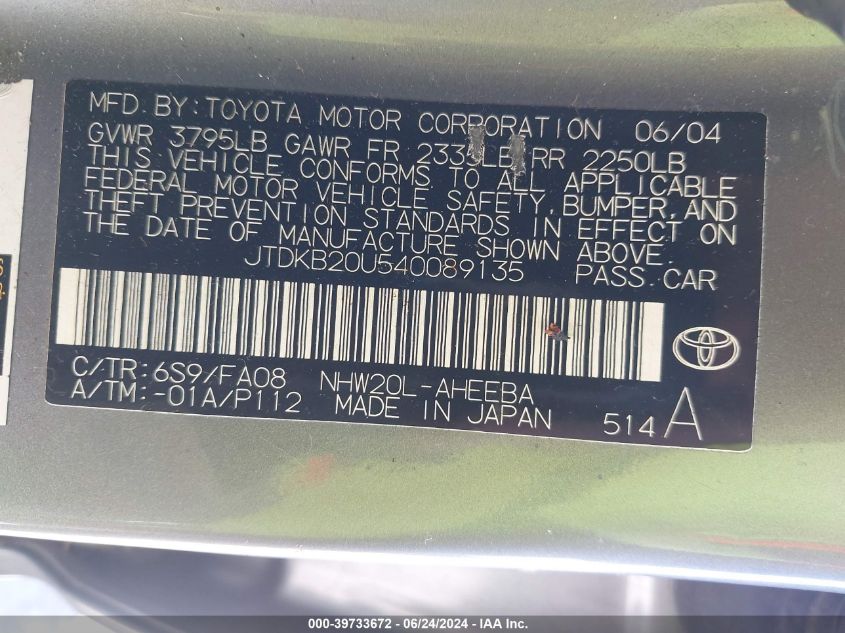 MFD. BY: TOYOTA MOTOR CORPORATION 06/04
GVWR 3795LB GAWR FR 2335LB RR 2250LB
THIS VEHICLE CONFORMS TO ALL APPLICABLE
FEDERAL MOTOR VEHICLE SAFETY, BUMPER, AND
THEFT PREVENTION STANDARDS IN EFFECT ON
THE DATE OF MANUFACTURE SHOWN ABOVE.
JTDKB20U540089135 PASS. CAR
C/TR: 6S9/FA08 NHW20L-AHEEBA
A/TM: -01A/P112 MADE IN JAPAN
514 A
000-39733672 / 06/24/2024 - IAA Inc.